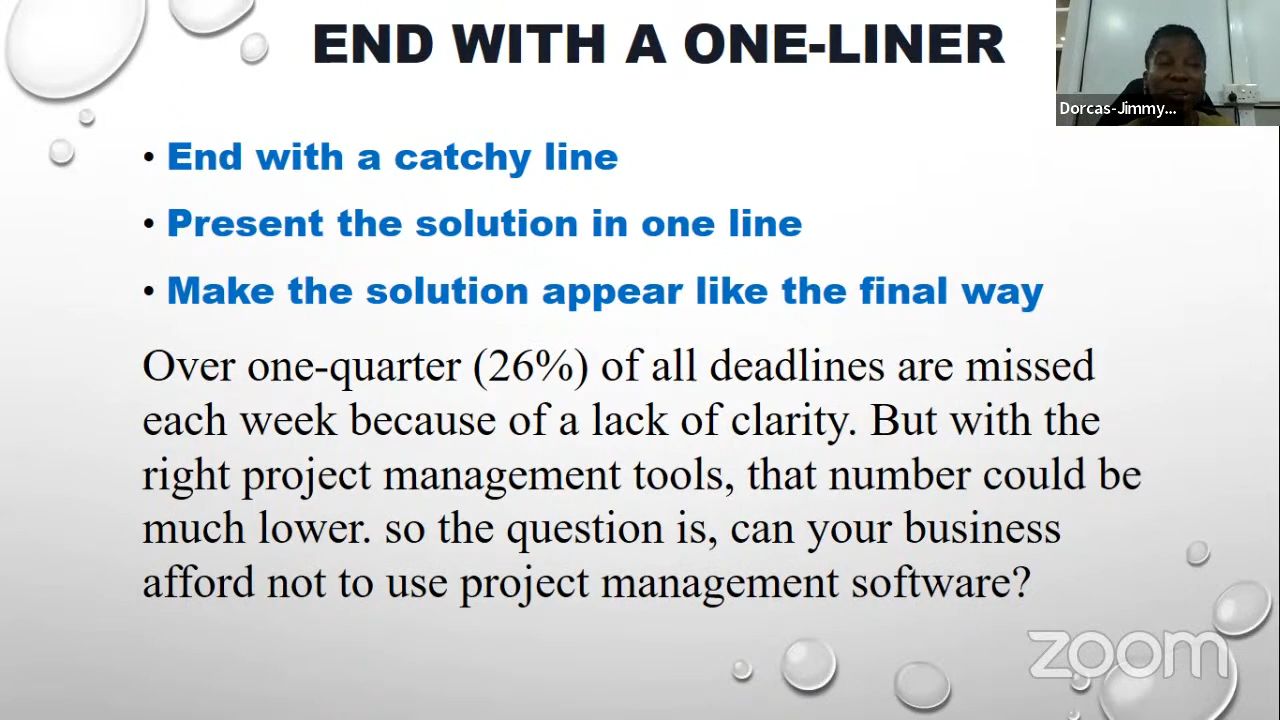 END WITH A ONE-LINER
Dorcas-Jimmy...
• End with a catchy line
• Present the solution in one line
• Make the solution appear like the final way
Over one-quarter (26%) of all deadlines are missed
each week because of a lack of clarity. But with the
right project management tools, that number could be
much lower. so the question is, can your business
afford not to use project management software?
zoom